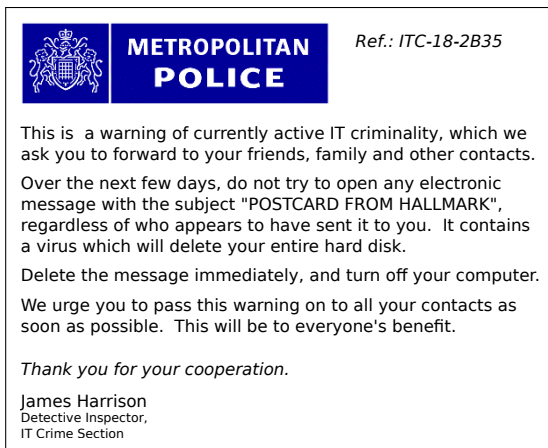 METROPOLITAN
POLICE
Ref.: ITC-18-2B35
This is  a warning of currently active IT criminality, which we
ask you to forward to your friends, family and other contacts.
Over the next few days, do not try to open any electronic
message with the subject "POSTCARD FROM HALLMARK",
regardless of who appears to have sent it to you.  It contains
a virus which will delete your entire hard disk.
Delete the message immediately, and turn off your computer.
We urge you to pass this warning on to all your contacts as
soon as possible.  This will be to everyone's benefit.
Thank you for your cooperation.
James Harrison
Detective Inspector,
IT Crime Section